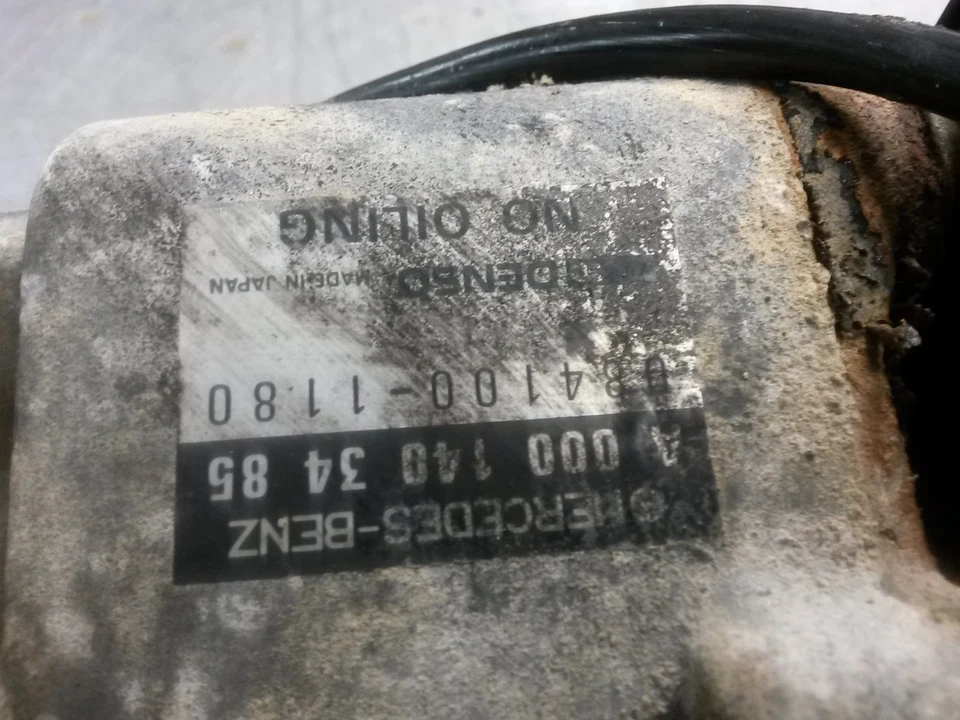 MERCEDES-BENZ
A 000 140 34 85
084100-1180
DENSO MADE IN JAPAN
NO OILING